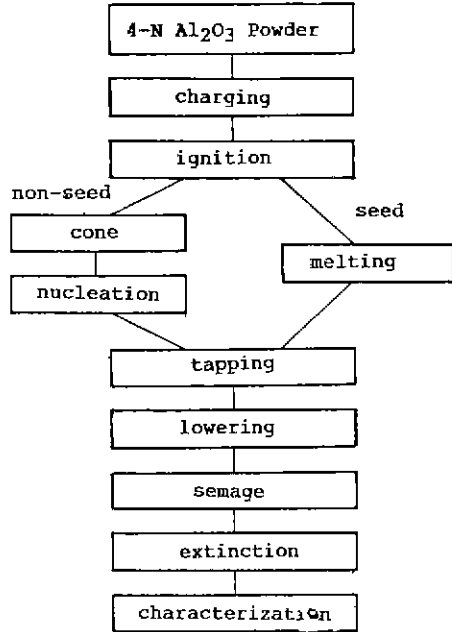 4-N Al₂O₃ Powder
charging
ignition
non-seed
seed
cone
melting
nucleation
tapping
lowering
semage
extinction
characterization